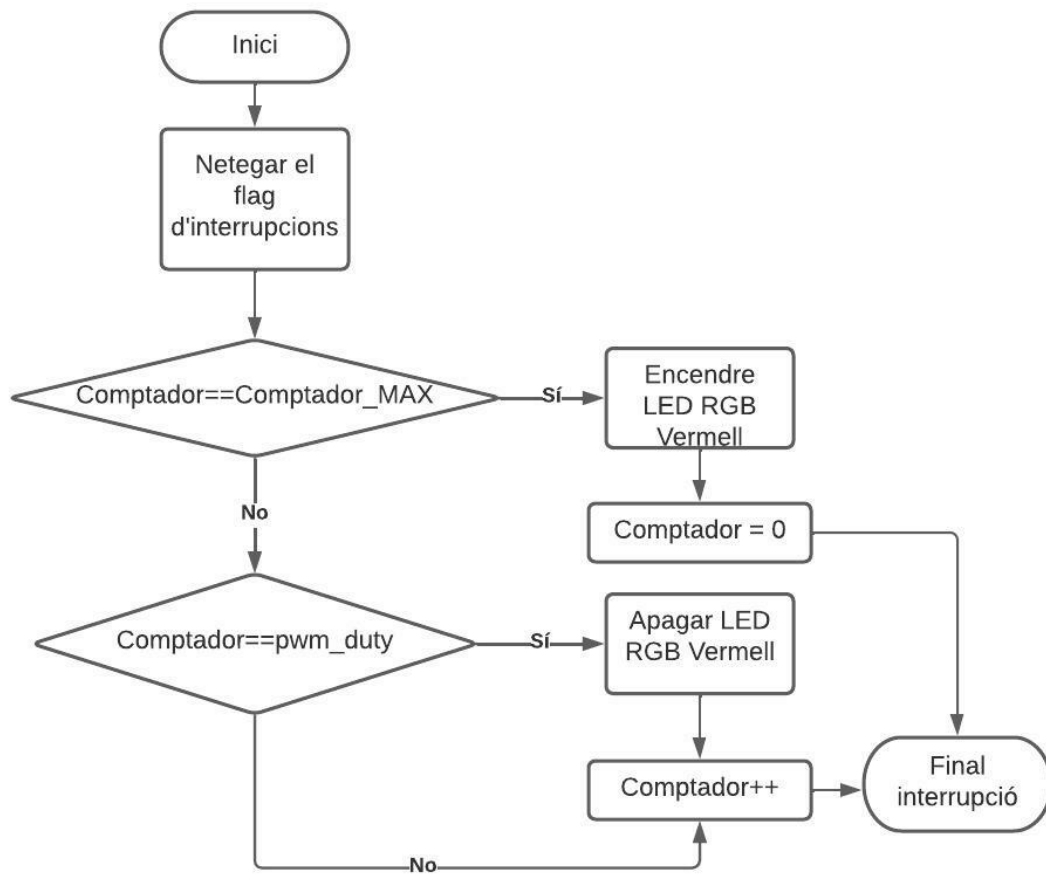 Inici
Netegar el
flag
d'interrupcions
Comptador==Comptador_MAX
Sí
Encendre
LED RGB
Vermell
Comptador = 0
No
Comptador==pwm_duty
Sí
Apagar LED
RGB Vermell
Comptador++
No
Final
interrupció